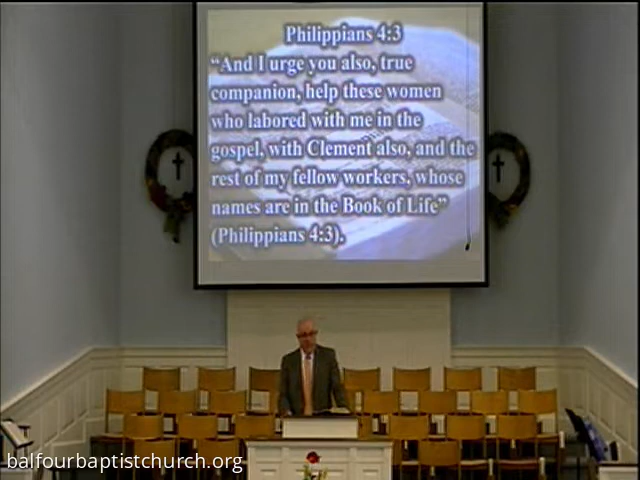 Philippians 4:3
“And I urge you also, true
companion, help these women
who labored with me in the
gospel, with Clement also, and the
rest of my fellow workers, whose
names are in the Book of Life”
(Philippians 4:3).
balfourbaptistchurch.org